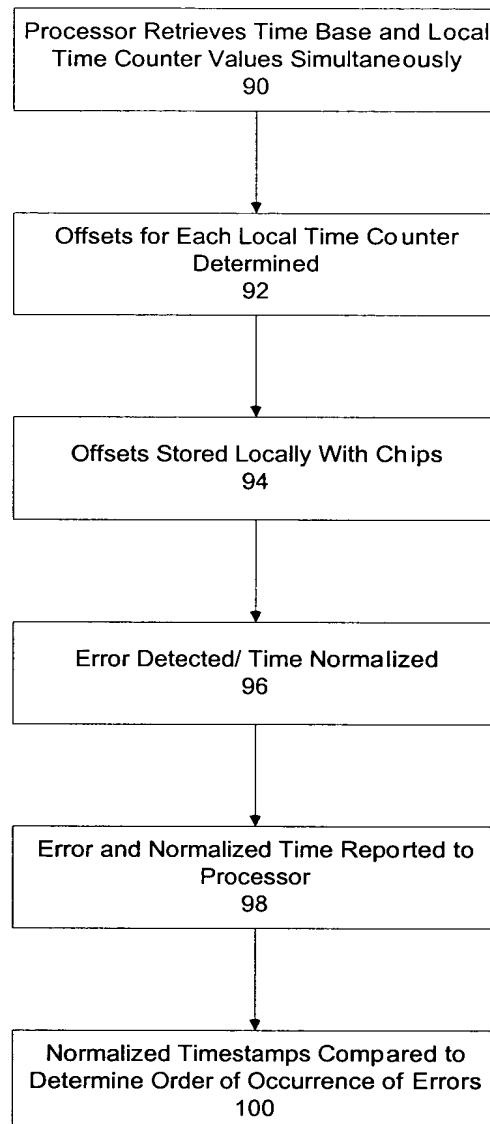 Processor Retrieves Time Base and Local
Time Counter Values Simultaneously
90
Offsets for Each Local Time Counter
Determined
92
Offsets Stored Locally With Chips
94
Error Detected/ Time Normalized
96
Error and Normalized Time Reported to
Processor
98
Normalized Timestamps Compared to
Determine Order of Occurrence of Errors
100